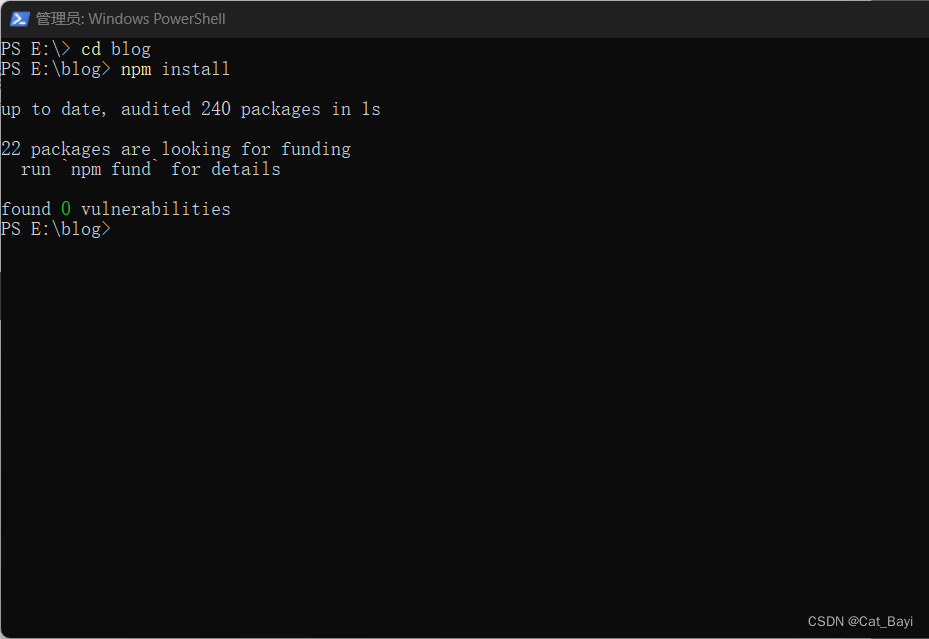 管理员: Windows PowerShell
PS E:\> cd blog
PS E:\blog> npm install
up to date, audited 240 packages in 1s
22 packages are looking for funding
  run `npm fund` for details
found 0 vulnerabilities
PS E:\blog>
CSDN @Cat_Bayi